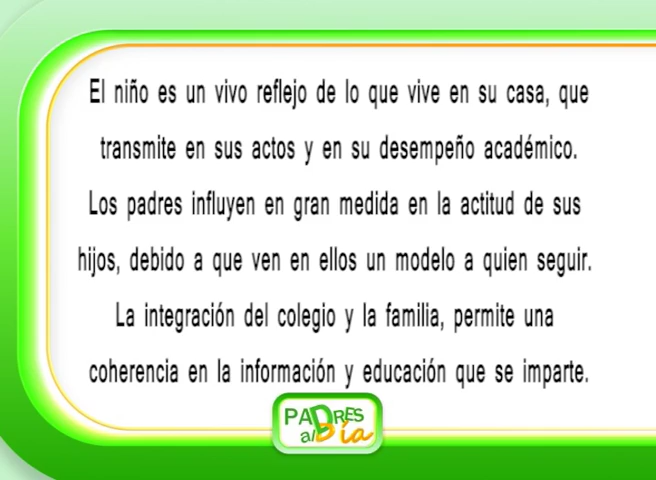 El niño es un vivo reflejo de lo que vive en su casa, que
transmite en sus actos y en su desempeño académico.
Los padres influyen en gran medida en la actitud de sus
hijos, debido a que ven en ellos un modelo a quien seguir.
La integración del colegio y la familia, permite una
coherencia en la información y educación que se imparte.
PADRES
al Día